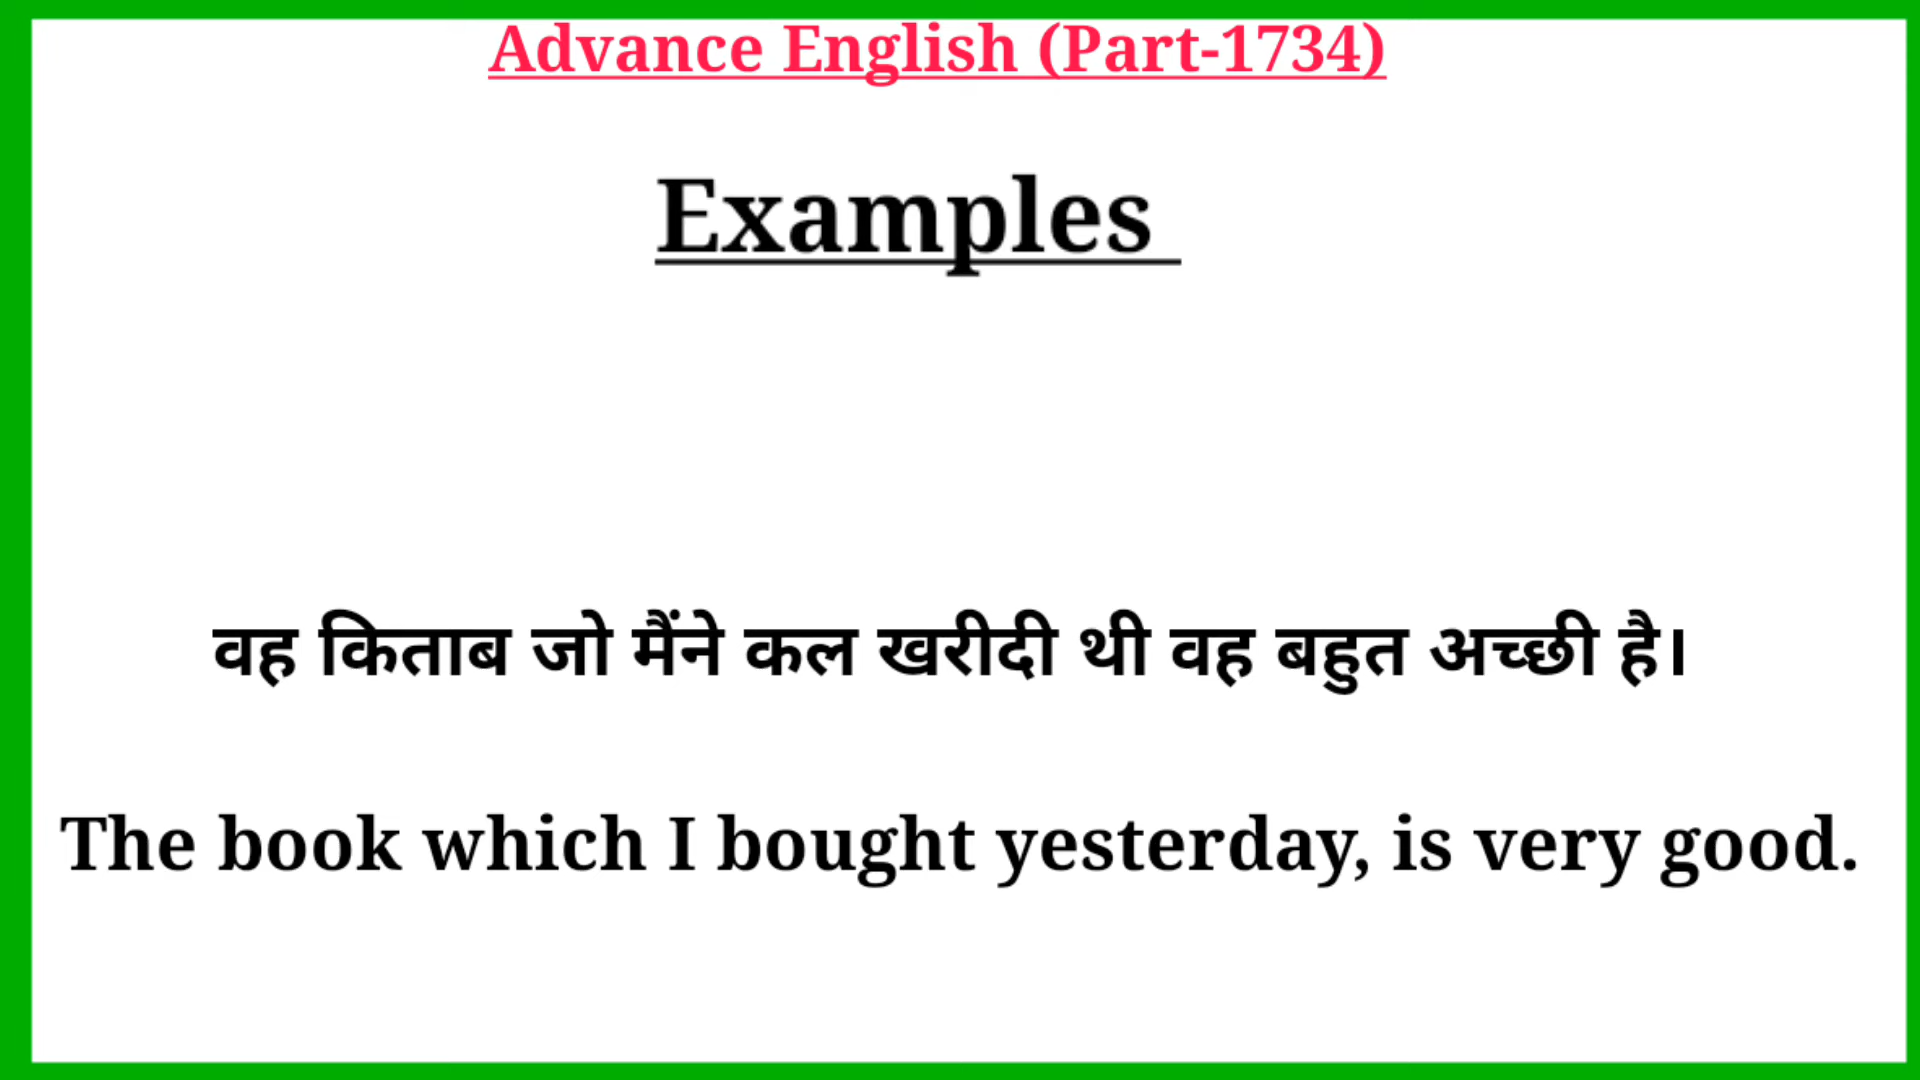 Advance English (Part-1734)
Examples
वह किताब जो मैंने कल खरीदी थी वह बहुत अच्छी है।
The book which I bought yesterday, is very good.